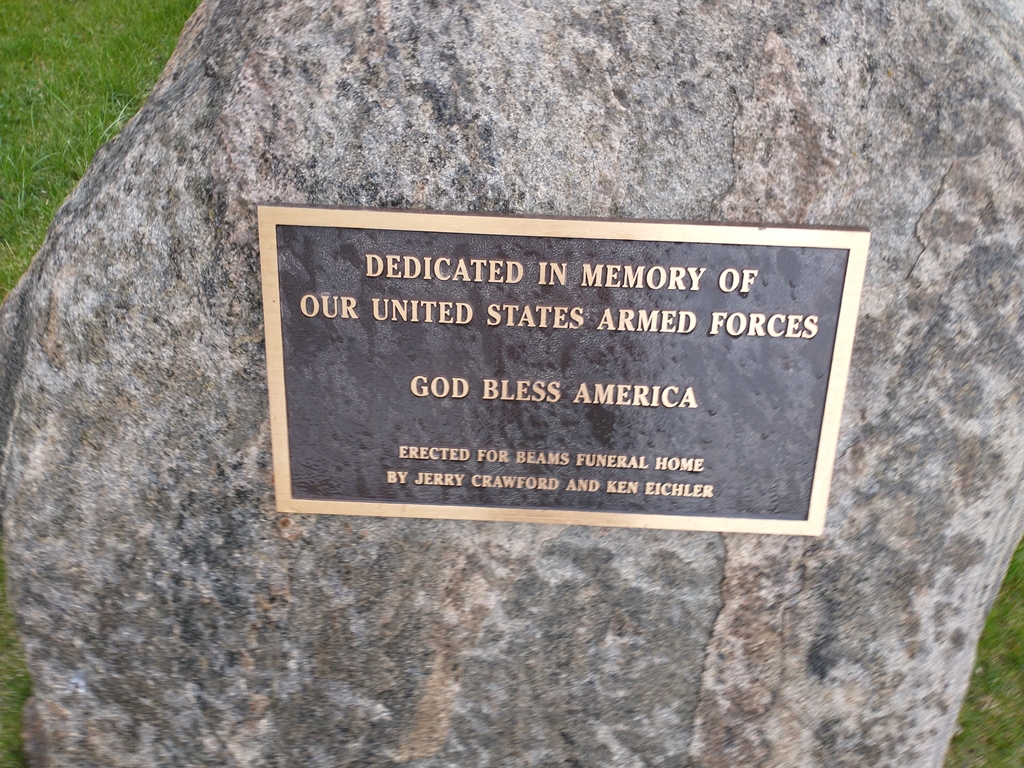 DEDICATED IN MEMORY OF
OUR UNITED STATES ARMED FORCES
GOD BLESS AMERICA
ERECTED FOR BEAMS FUNERAL HOME
BY JERRY CRAWFORD AND KEN EICHLER